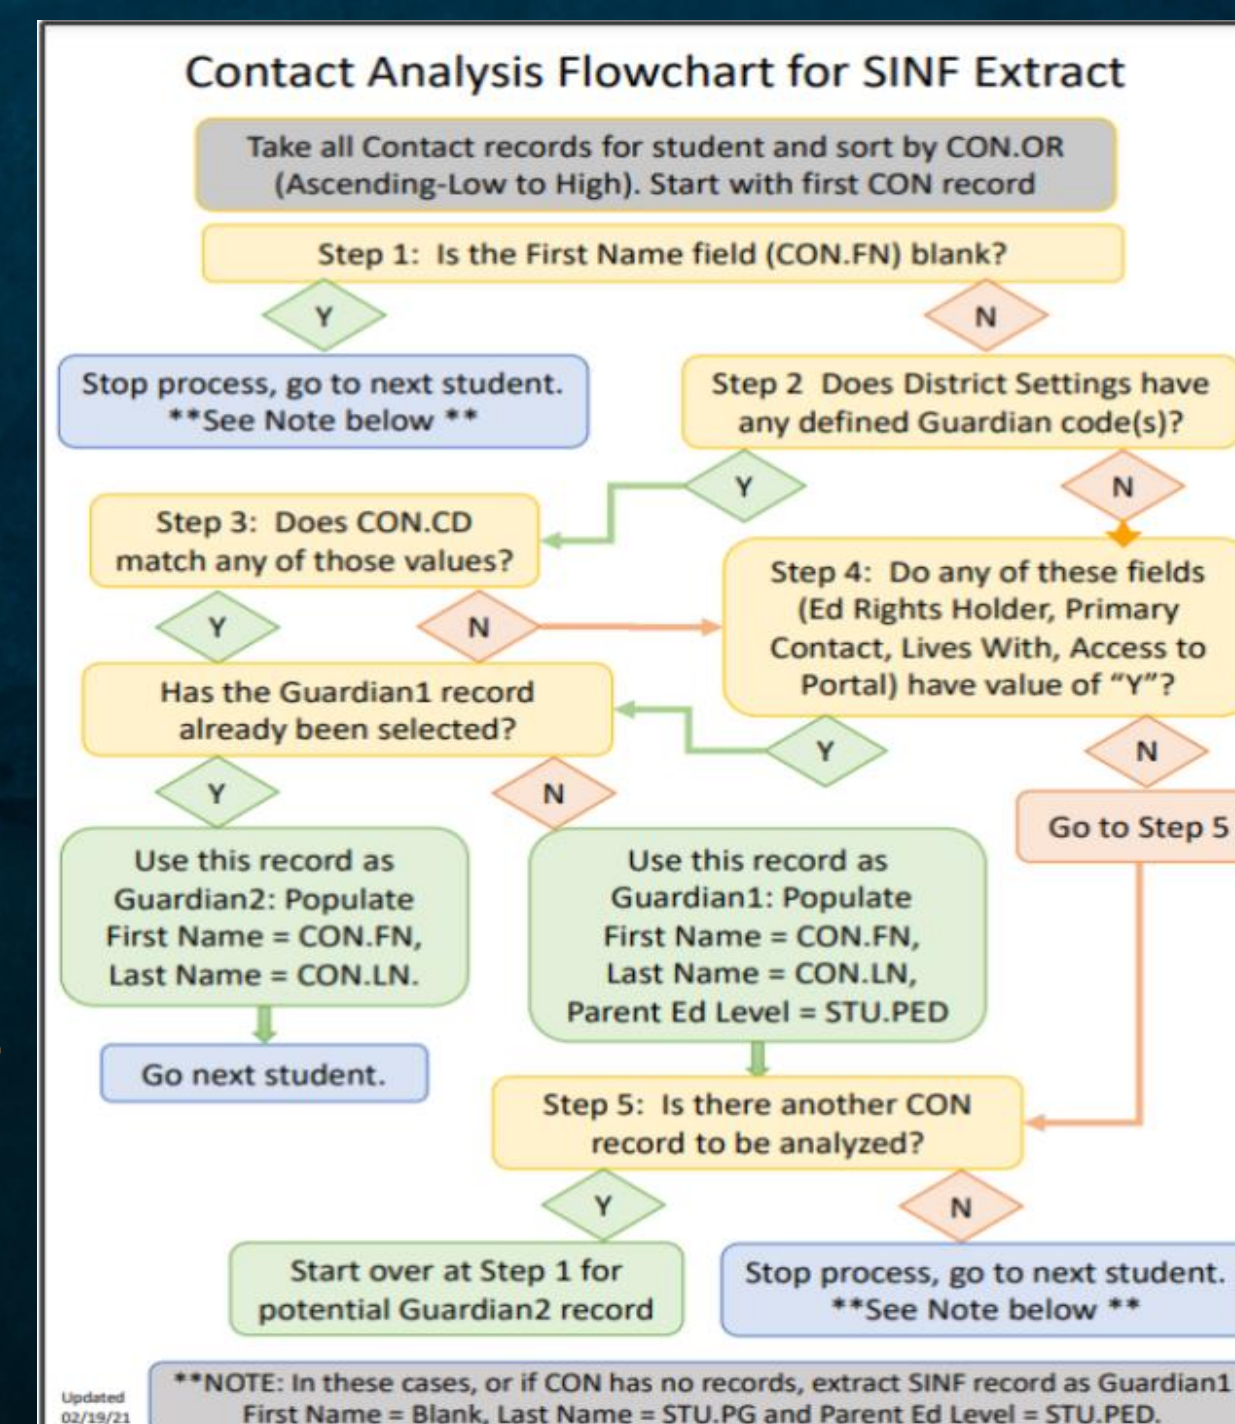 Contact Analysis Flowchart for SINF Extract
Take all Contact records for student and sort by CON.OR
(Ascending-Low to High). Start with first CON record
Step 1: Is the First Name field (CON.FN) blank?
Y
N
Stop process, go to next student.
**See Note below **
Step 2 Does District Settings have
any defined Guardian code(s)?
Y
N
Step 3: Does CON.CD
match any of those values?
Y
N
Step 4: Do any of these fields
(Ed Rights Holder, Primary
Contact, Lives With, Access to
Portal) have value of “Y”?
Y
N
Has the Guardian1 record
already been selected?
Y
N
Go to Step 5
Use this record as
Guardian2: Populate
First Name = CON.FN,
Last Name = CON.LN.
Use this record as
Guardian1: Populate
First Name = CON.FN,
Last Name = CON.LN,
Parent Ed Level = STU.PED
Go next student.
Step 5: Is there another CON
record to be analyzed?
Y
N
Start over at Step 1 for
potential Guardian2 record
Stop process, go to next student.
**See Note below **
Updated
02/19/21
**NOTE: In these cases, or if CON has no records, extract SINF record as Guardian1
First Name = Blank, Last Name = STU.PG and Parent Ed Level = STU.PED.